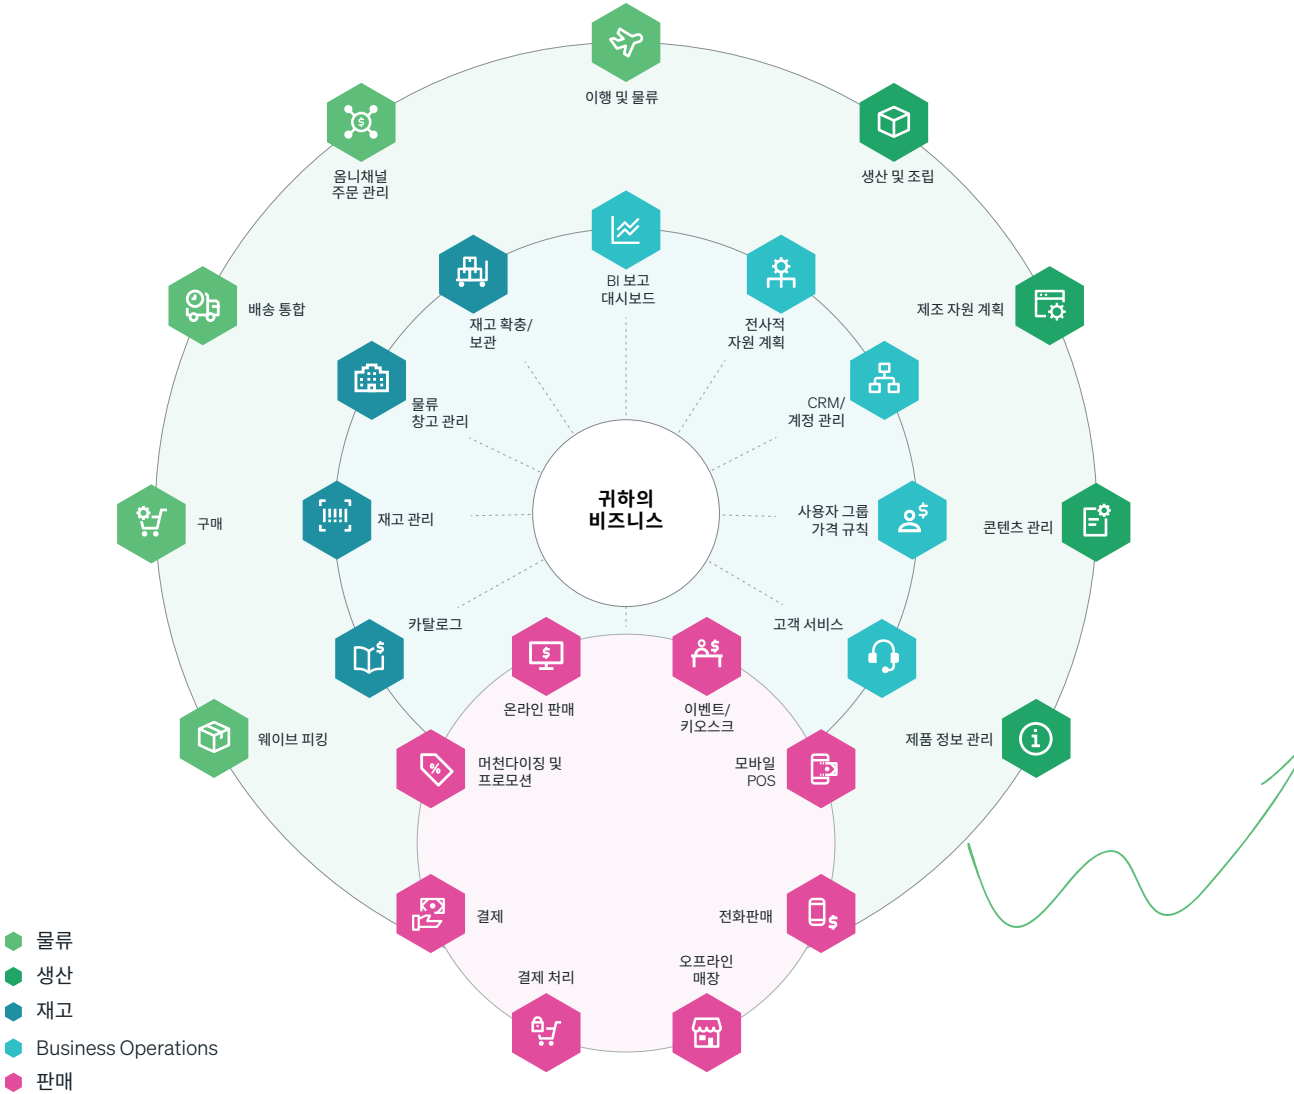 이행 및 물류
생산 및 조립
옴니채널
주문 관리
BI 보고
대시보드
배송 통합
재고 확충/
보관
전사적
자원 계획
제조 자원 계획
물류
창고 관리
CRM/
계정 관리
귀하의
비즈니스
구매
재고 관리
사용자 그룹
가격 규칙
콘텐츠 관리
카탈로그
고객 서비스
온라인 판매
이벤트/
키오스크
웨이브 피킹
머천다이징 및
프로모션
모바일
POS
제품 정보 관리
결제
전화판매
결제 처리
오프라인
매장
물류
생산
재고
Business Operations
판매